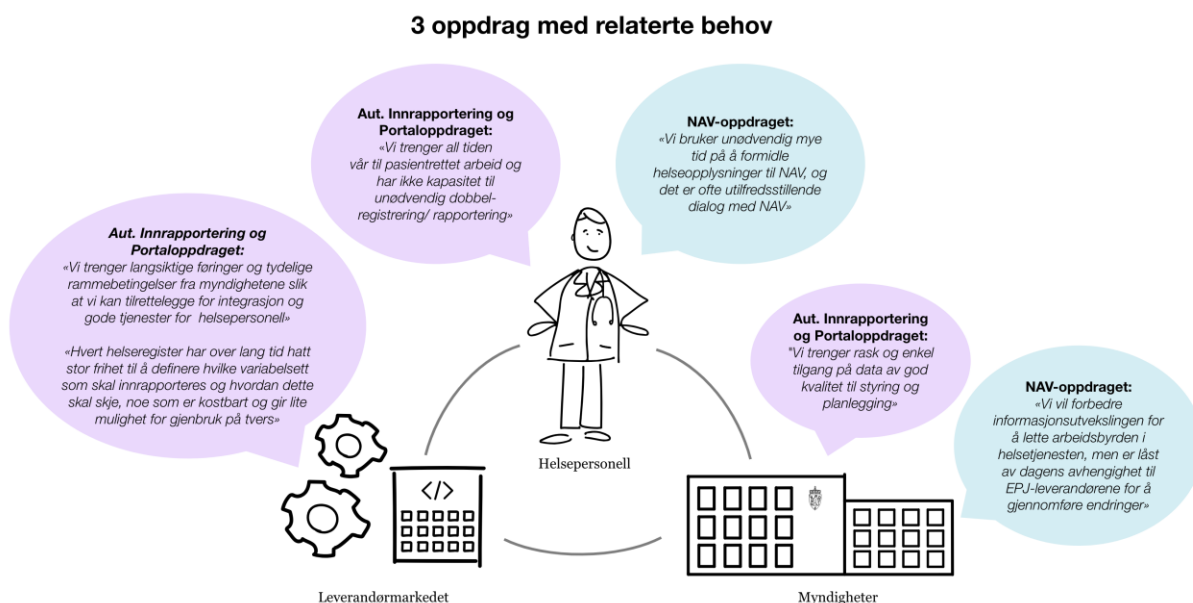 3 oppdrag med relaterte behov
Aut. Innrapportering og
Portaloppdraget:
«Vi trenger all tiden
vår til pasientrettet arbeid og
har ikke kapasitet til
unødvendig dobbel-
registrering/ rapportering»
NAV-oppdraget:
«Vi bruker unødvendig mye
tid på å formidle
helseopplysninger til NAV, og
det er ofte utilfredsstillende
dialog med NAV»
Aut. Innrapportering og
Portaloppdraget:
«Vi trenger langsiktige føringer og tydelige
rammebetingelser fra myndighetene slik
at vi kan tilrettelegge for integrasjon og
gode tjenester for helsepersonell»
«Hvert helseregister har over lang tid hatt
stor frihet til å definere hvilke variabelsett
som skal innrapporteres og hvordan dette
skal skje, noe som er kostbart og gir lite
mulighet for gjenbruk på tvers»
Aut. Innrapportering
og Portaloppdraget:
"Vi trenger rask og enkel
tilgang på data av god
kvalitet til styring og
planlegging»
NAV-oppdraget:
«Vi vil forbedre
informasjonsutvekslingen for
å lette arbeidsbyrden i
helsetjenesten, men er låst
av dagens avhengighet til
EPJ-leverandørene for å
gjennomføre endringer»
Helsepersonell
</>
Leverandørmarkedet
Myndigheter